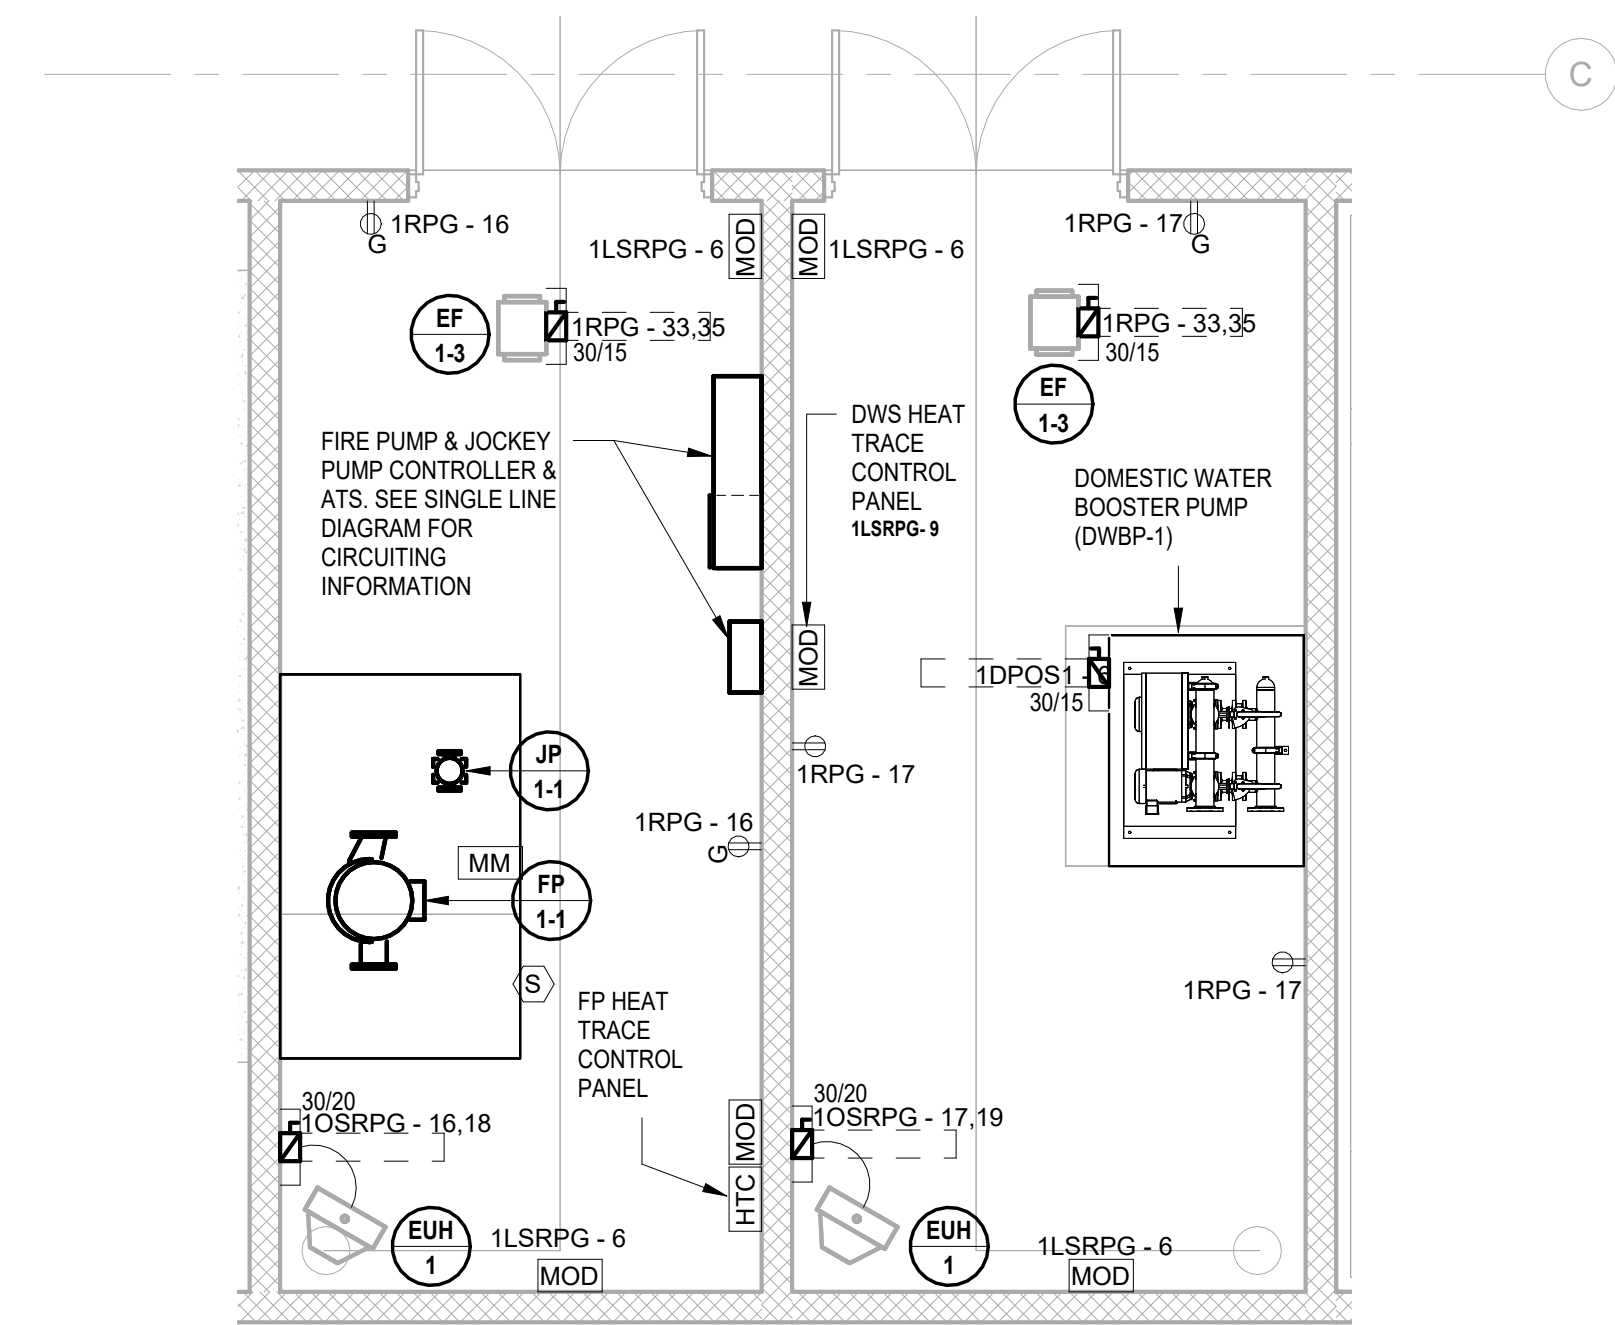 C
1RPG - 16
G
1LSRPG - 6
MOD
MOD
1LSRPG - 6
1RPG - 17
G
EF
1-3
1RPG - 33,35
30/15
1RPG - 33,35
30/15
EF
1-3
FIRE PUMP & JOCKEY
PUMP CONTROLLER &
ATS. SEE SINGLE LINE
DIAGRAM FOR
CIRCUITING
INFORMATION
DWS HEAT
TRACE
CONTROL
PANEL
1LSRPG- 9
DOMESTIC WATER
BOOSTER PUMP
(DWBP-1)
MOD
1DPOS1 - 6
30/15
JP
1-1
1RPG - 17
1RPG - 16
G
MM
FP
1-1
S
1RPG - 17
FP HEAT
TRACE
CONTROL
PANEL
30/20
1OSRPG - 16,18
MOD
HTC
30/20
1OSRPG - 17,19
EUH
1
1LSRPG - 6
MOD
EUH
1
1LSRPG - 6
MOD